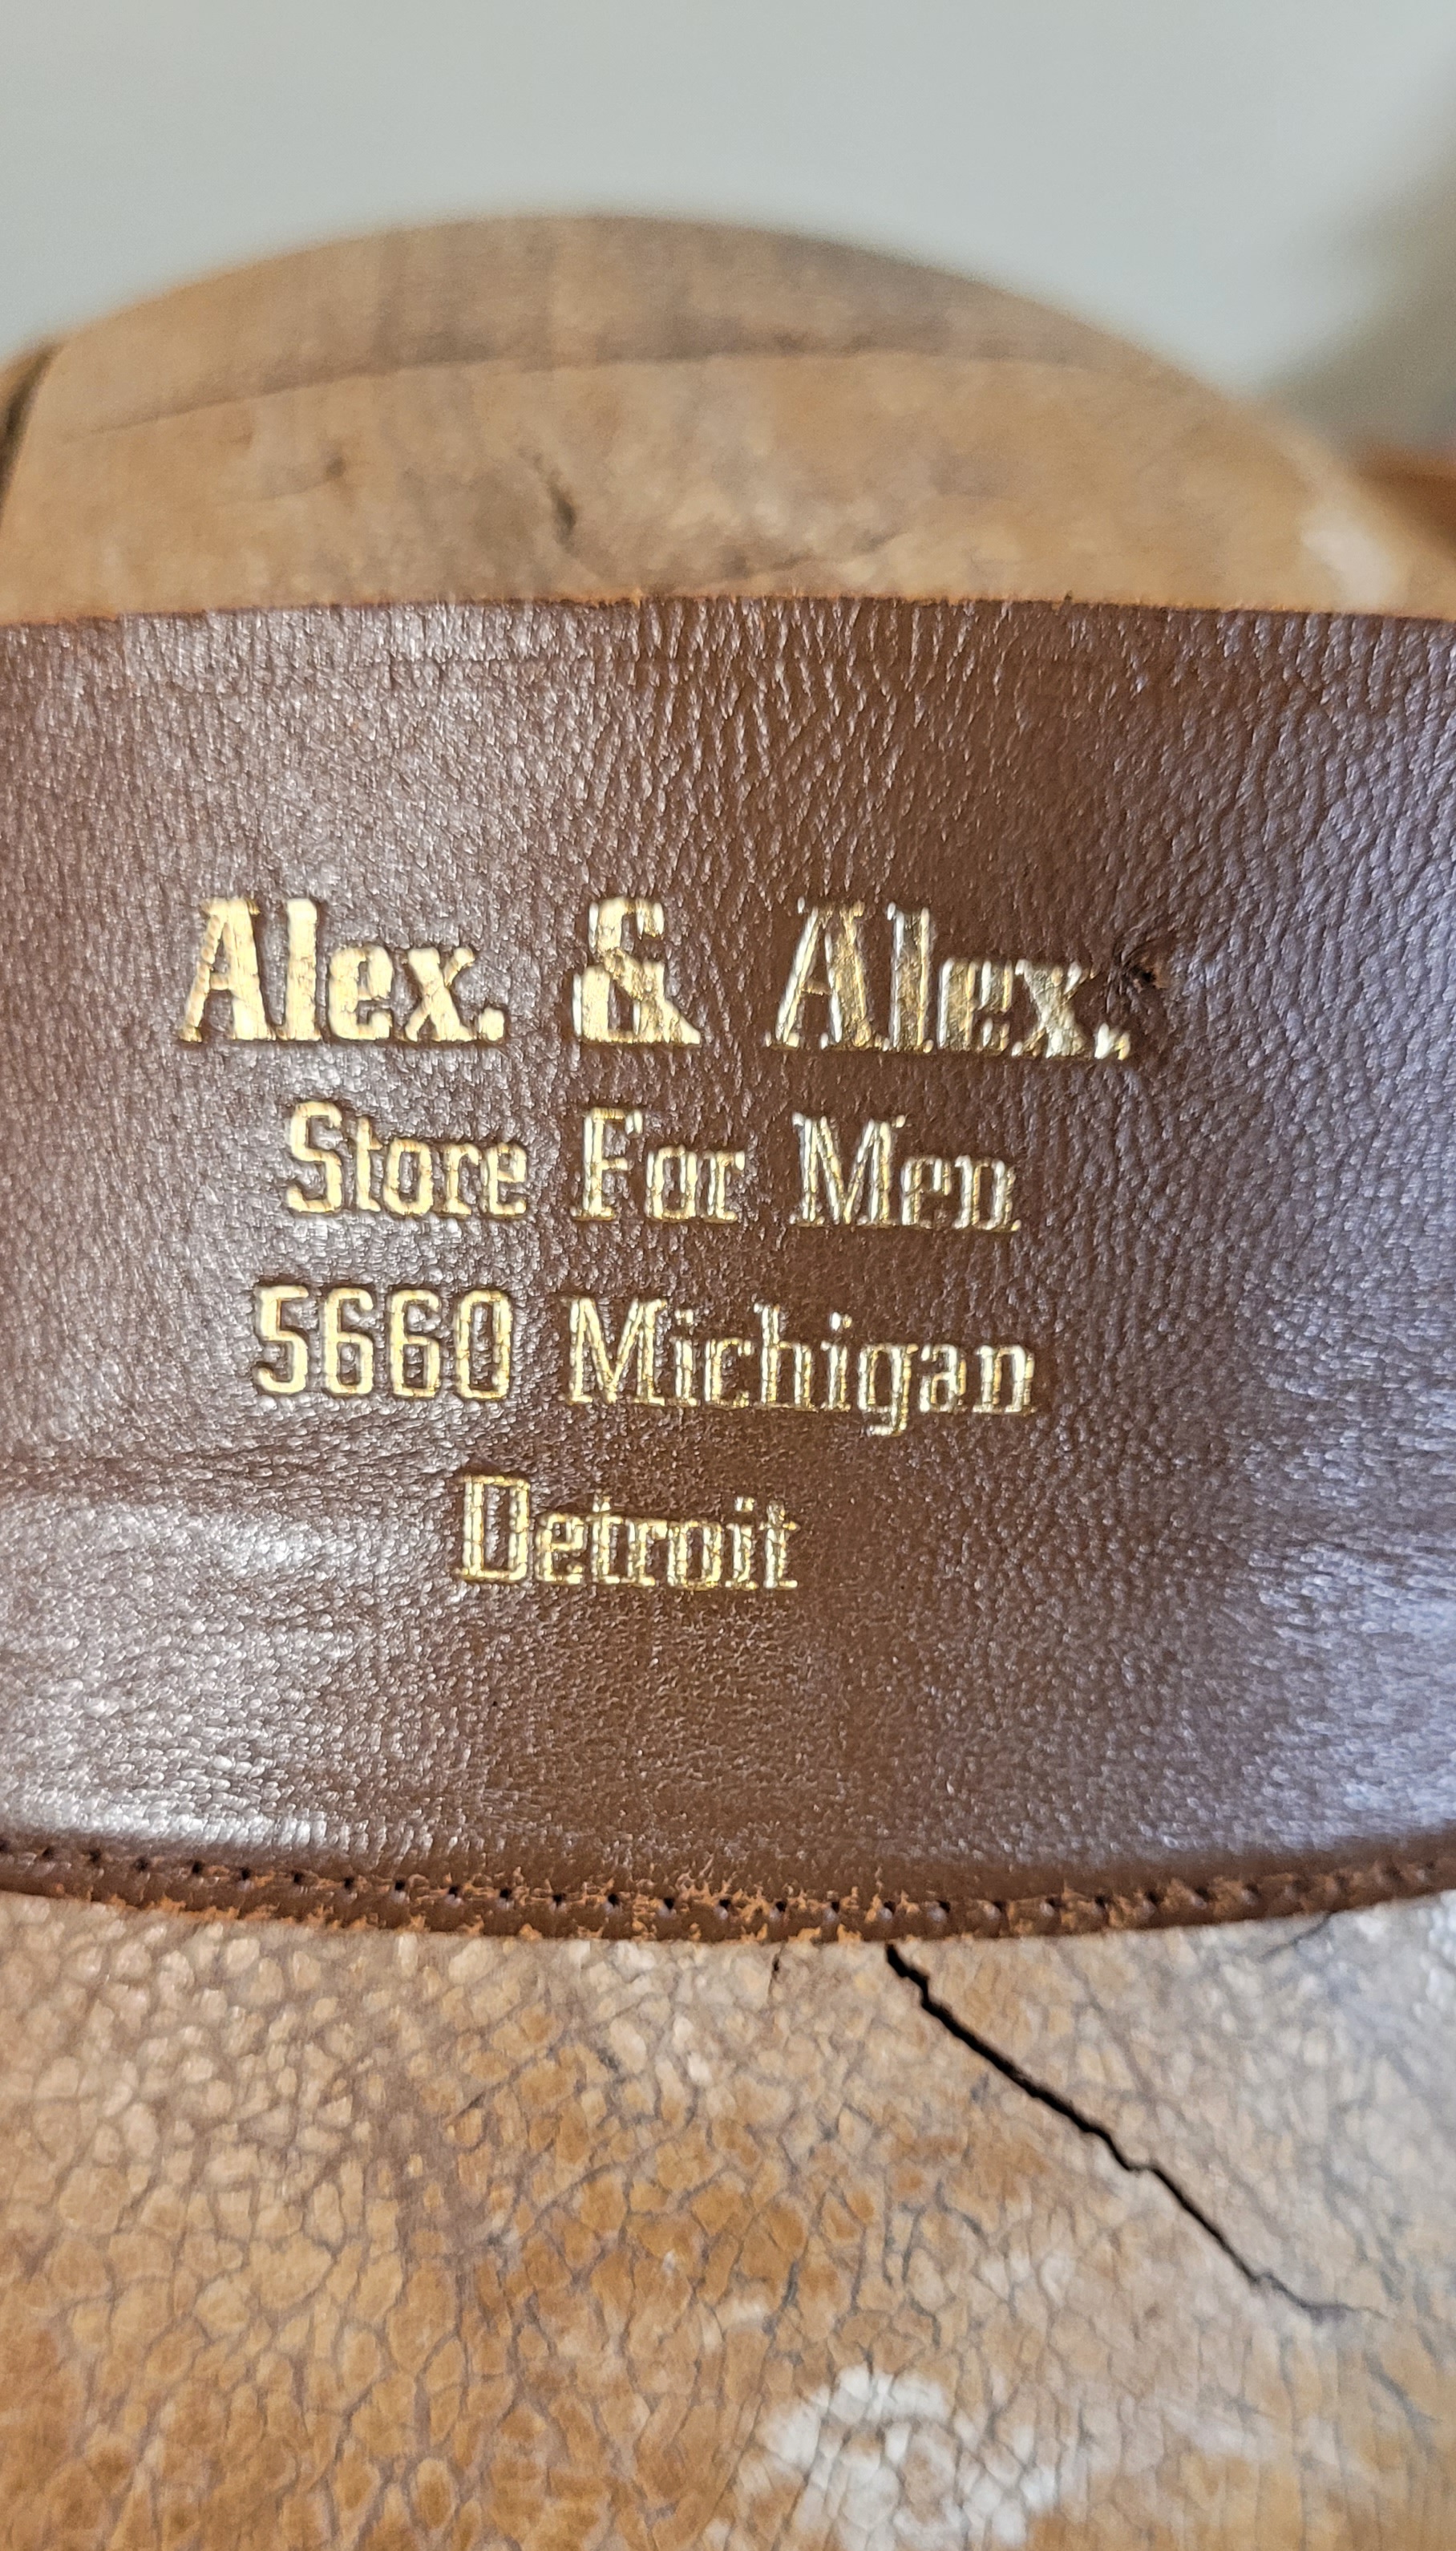 Alex. & Alex.
Store For Men
5660 Michigan
Detroit